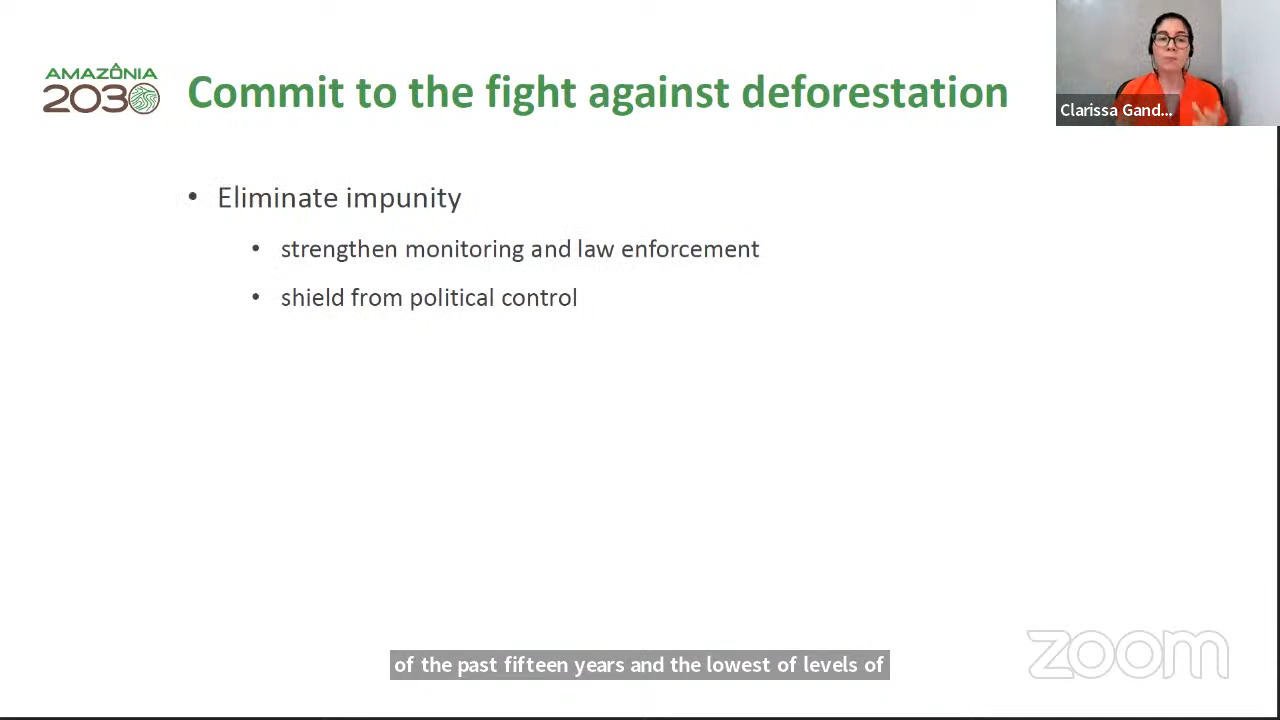 AMAZÔNIA
2030
Commit to the fight against deforestation
Clarissa Gand...
• Eliminate impunity
• strengthen monitoring and law enforcement
• shield from political control
of the past fifteen years and the lowest of levels of
zoom